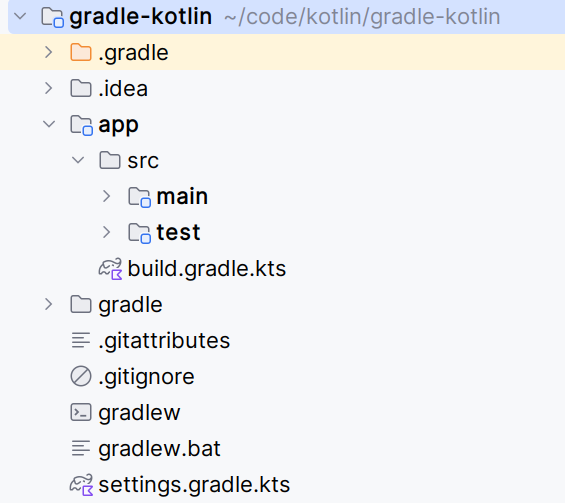 gradle-kotlin ~/code/kotlin/gradle-kotlin
.gradle
.idea
app
src
main
test
build.gradle.kts
gradle
.gitattributes
.gitignore
gradlew
gradlew.bat
settings.gradle.kts